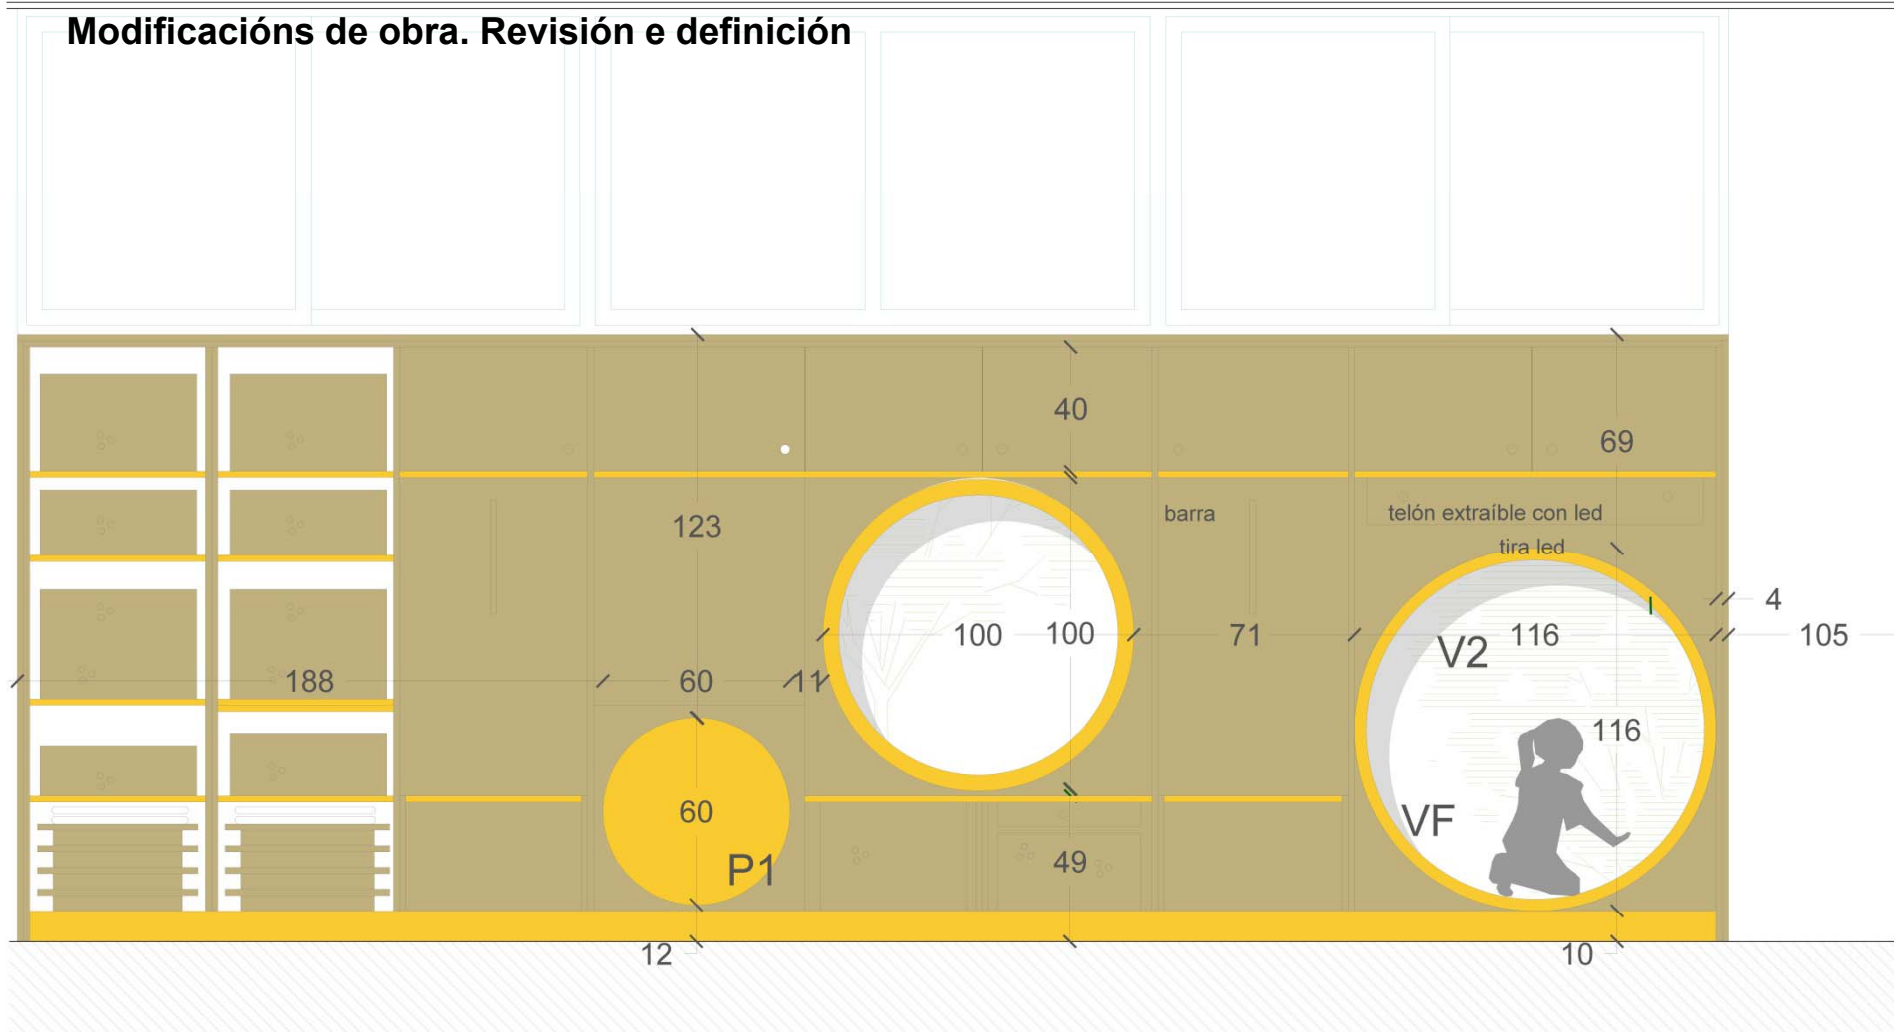 Modificacións de obra. Revisión e definición
40
69
123
barra
telón extraíble con led
tira led
4
100
100
71
V2
116
105
188
60
11
116
60
VF
P1
49
12
10